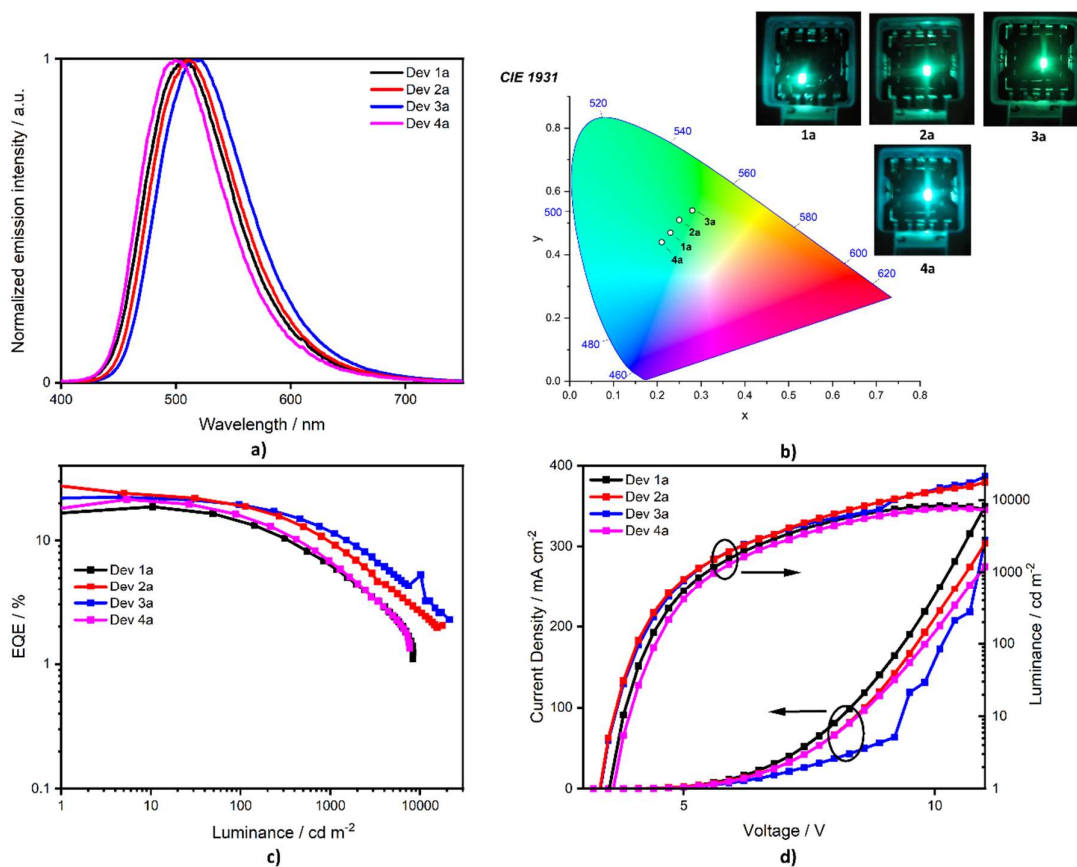 Normalized emission intensity / a.u.
1
0
Dev 1a
Dev 2a
Dev 3a
Dev 4a
400
500
600
700
Wavelength / nm
a)
CIE 1931
1a
2a
3a
4a
y
0.8
0.6
0.4
0.2
0.0
520
540
560
580
600
620
500
480
460
3a
2a
1a
4a
0.0
0.1
0.2
0.3
0.4
0.5
0.6
0.7
0.8
x
b)
EQE / %
10
1
0.1
Dev 1a
Dev 2a
Dev 3a
Dev 4a
1
10
100
1000
10000
Luminance / cd m-2
c)
Current Density / mA cm-2
400
300
200
100
0
Dev 1a
Dev 2a
Dev 3a
Dev 4a
10000
1000
100
10
1
Luminance / cd m-2
5
10
Voltage / V
d)